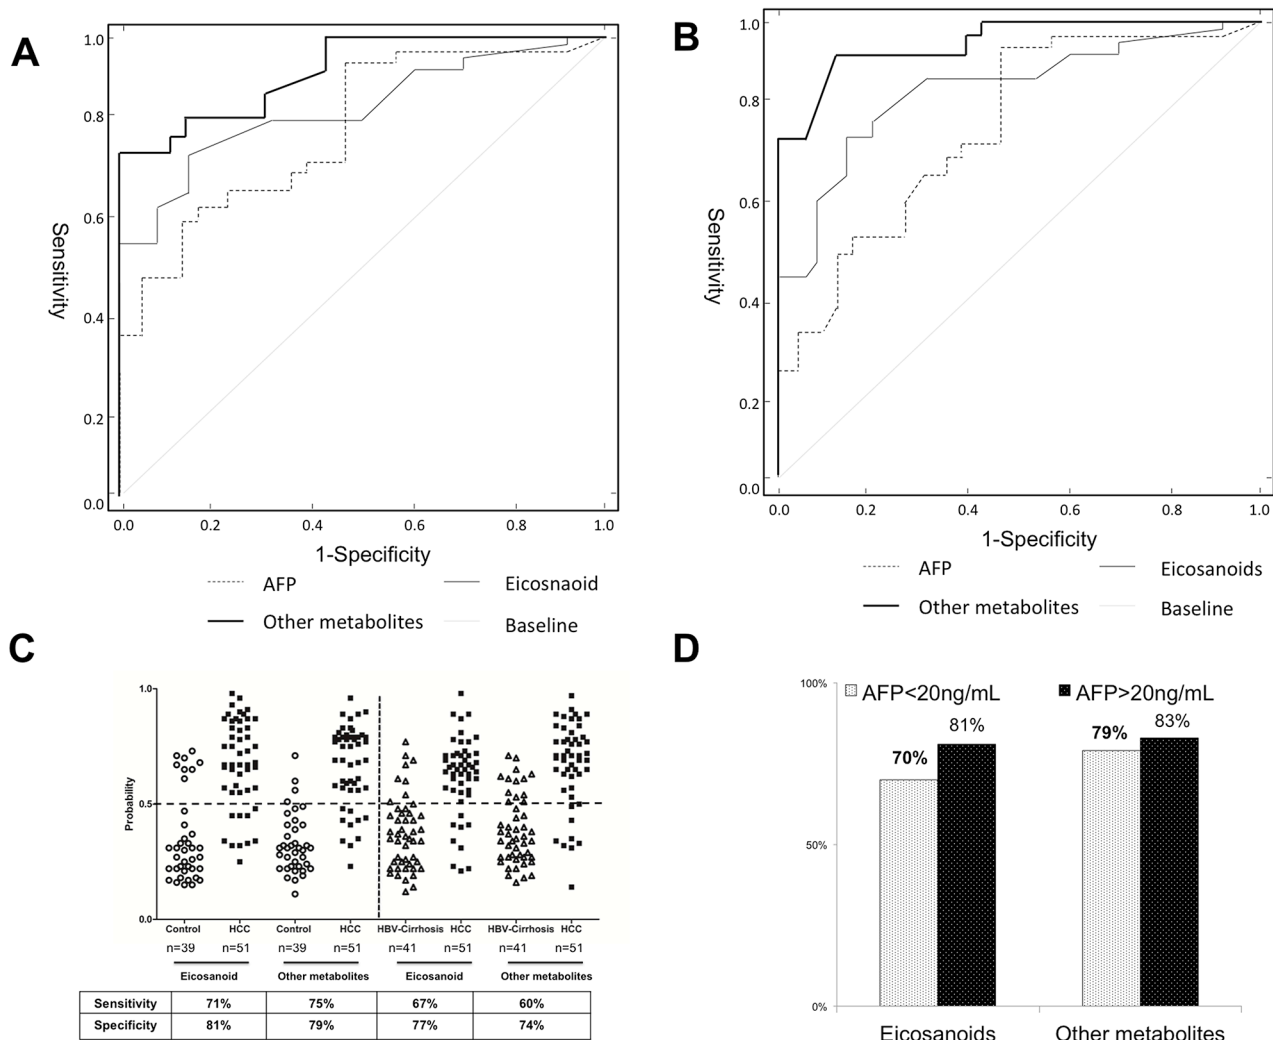 A
1.0
0.8
0.6
0.4
0.2
0.0
Sensitivity
0.0 0.2 0.4 0.6 0.8 1.0
1-Specificity
AFP Eicosnaoid
Other metabolites Baseline
B
1.0
0.8
0.6
0.4
0.2
0.0
Sensitivity
0.0 0.2 0.4 0.6 0.8 1.0
1-Specificity
AFP Eicosanoids
Other metabolites Baseline
C
1.0
0.5
0.0
Probability
Control HCC Control HCC HBV-Cirrhosis HCC HBV-Cirrhosis HCC
n=39 n=51 n=39 n=51 n=41 n=51 n=41 n=51
Eicosanoid Other metabolites Eicosanoid Other metabolites
Sensitivity 71% 75% 67% 60%
Specificity 81% 79% 77% 74%
D
100%
50%
0%
AFP<20ng/mL AFP>20ng/mL
70% 81% 79% 83%
Eicosanoids Other metabolites